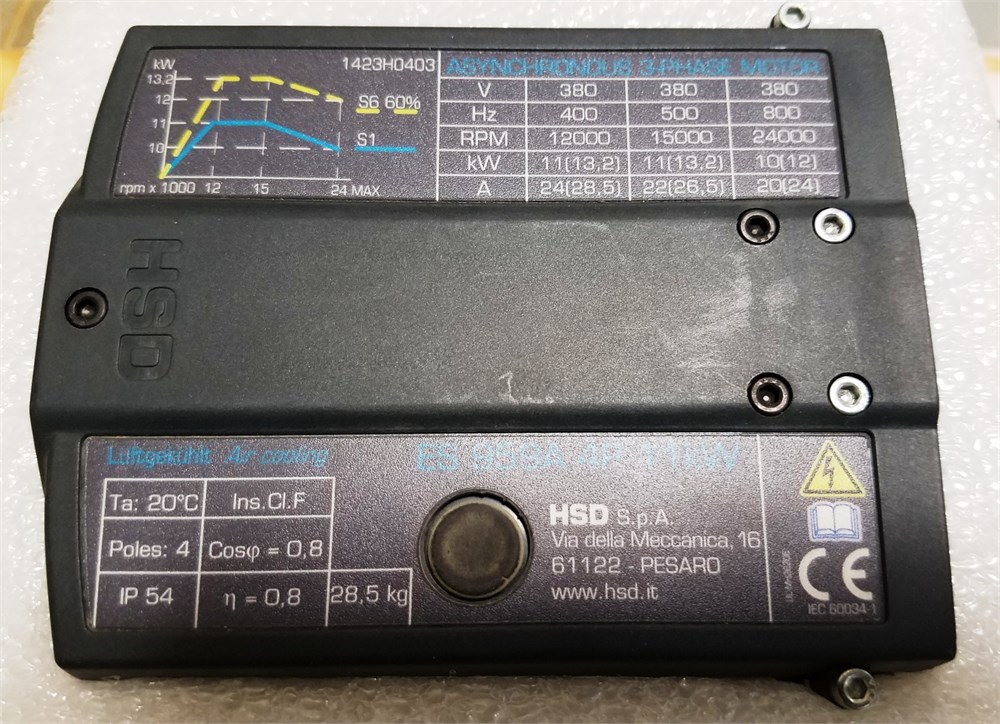 kW
13,2
12
11
10
rpm x 1000 12 15 24 MAX
1423H0403
S6 60%
S1
ASYNCHRONOUS 3-PHASE MOTOR
V 380 380 380
Hz 400 500 800
RPM 12000 15000 24000
kW 11(13,2) 11(13,2) 10(12)
A 24(28,5) 22(26,5) 20(24)
HSD
Luftgekühlt Air cooling
Ta: 20°C Ins.Cl.F
Poles: 4 Cosφ = 0,8
IP 54 η = 0,8 28,5 kg
ES 959A 4P 11kW
HSD S.p.A.
Via della Meccanica, 16
61122 - PESARO
www.hsd.it
CE
IEC 60034-1